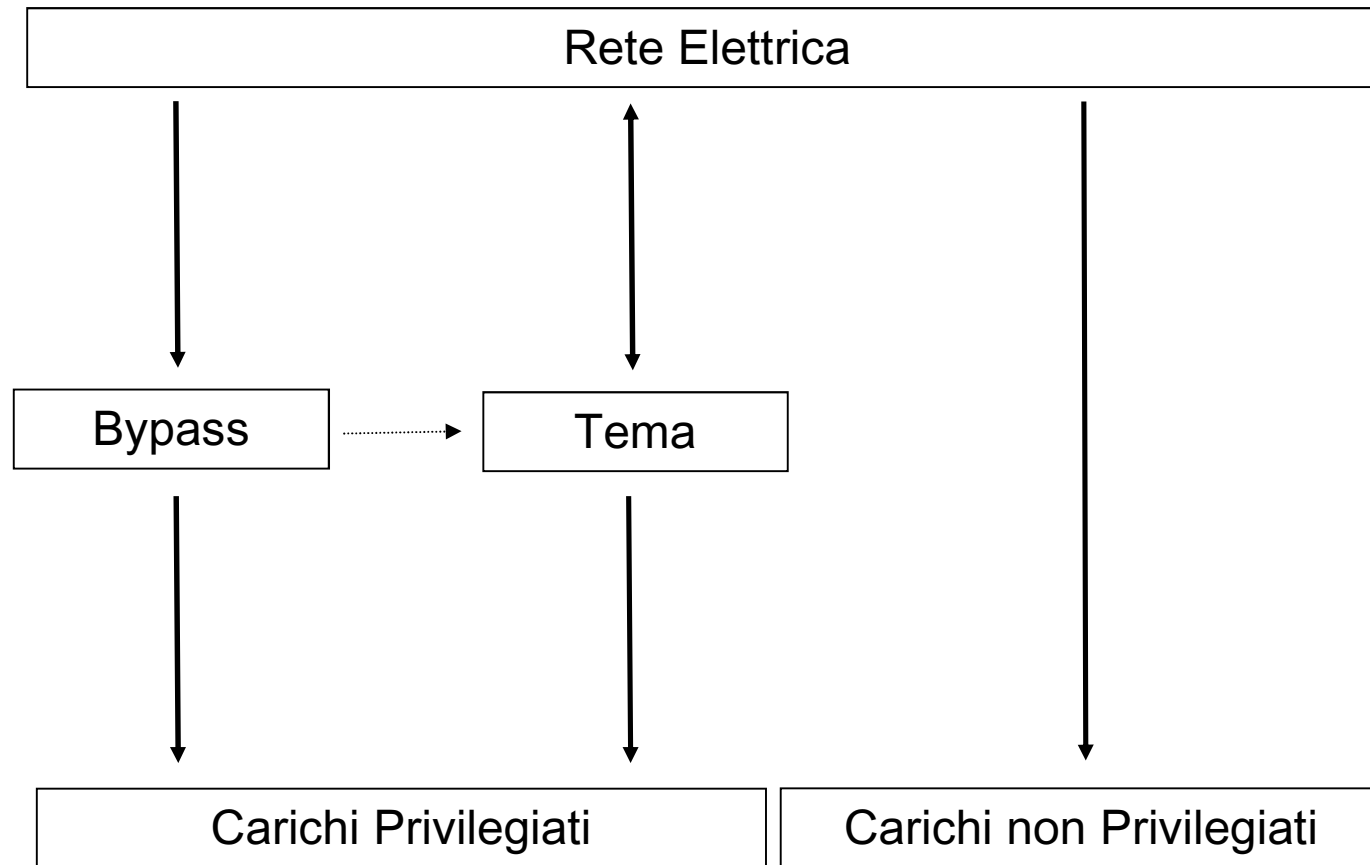 Rete Elettrica
Bypass
Tema
Carichi Privilegiati
Carichi non Privilegiati